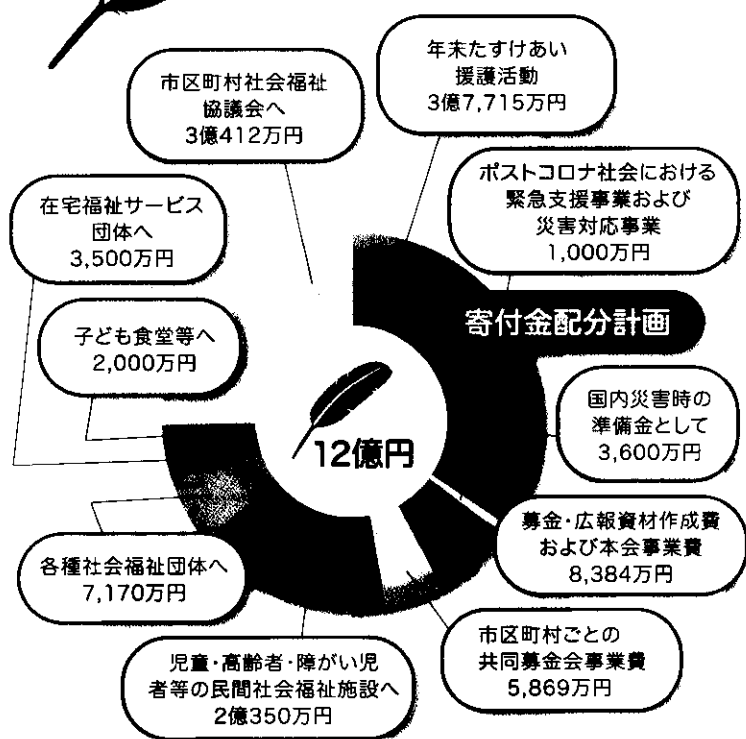 寄付金配分計画
12億円
年末たすけあい
援護活動
3億7,715万円
ポストコロナ社会における
緊急支援事業および
災害対応事業
1,000万円
国内災害時の
準備金として
3,600万円
募金・広報資材作成費
および本会事業費
8,384万円
市区町村ごとの
共同募金会事業費
5,869万円
児童・高齢者・障がい児
者等の民間社会福祉施設へ
2億350万円
各種社会福祉団体へ
7,170万円
子ども食堂等へ
2,000万円
在宅福祉サービス
団体へ
3,500万円
市区町村社会福祉
協議会へ
3億412万円